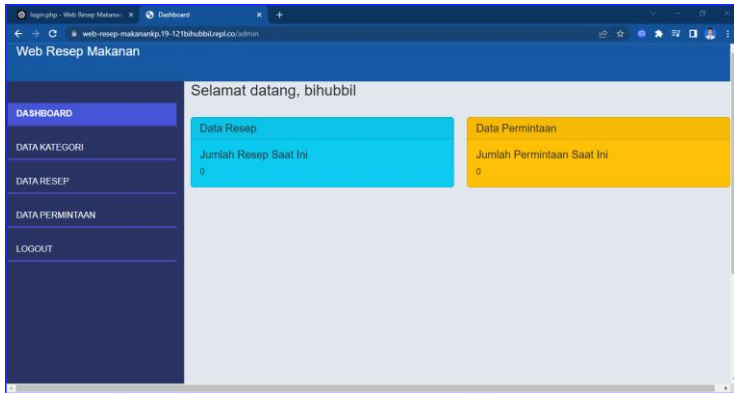 login.php - Web Resep Makanan
Dashboard
web-resep-makanankp.19-121bihubbil.repl.co/admin
Web Resep Makanan
Selamat datang, bihubbil
DASHBOARD
DATA KATEGORI
DATA RESEP
DATA PERMINTAAN
LOGOUT
Data Resep
Jumlah Resep Saat Ini
0
Data Permintaan
Jumlah Permintaan Saat Ini
0